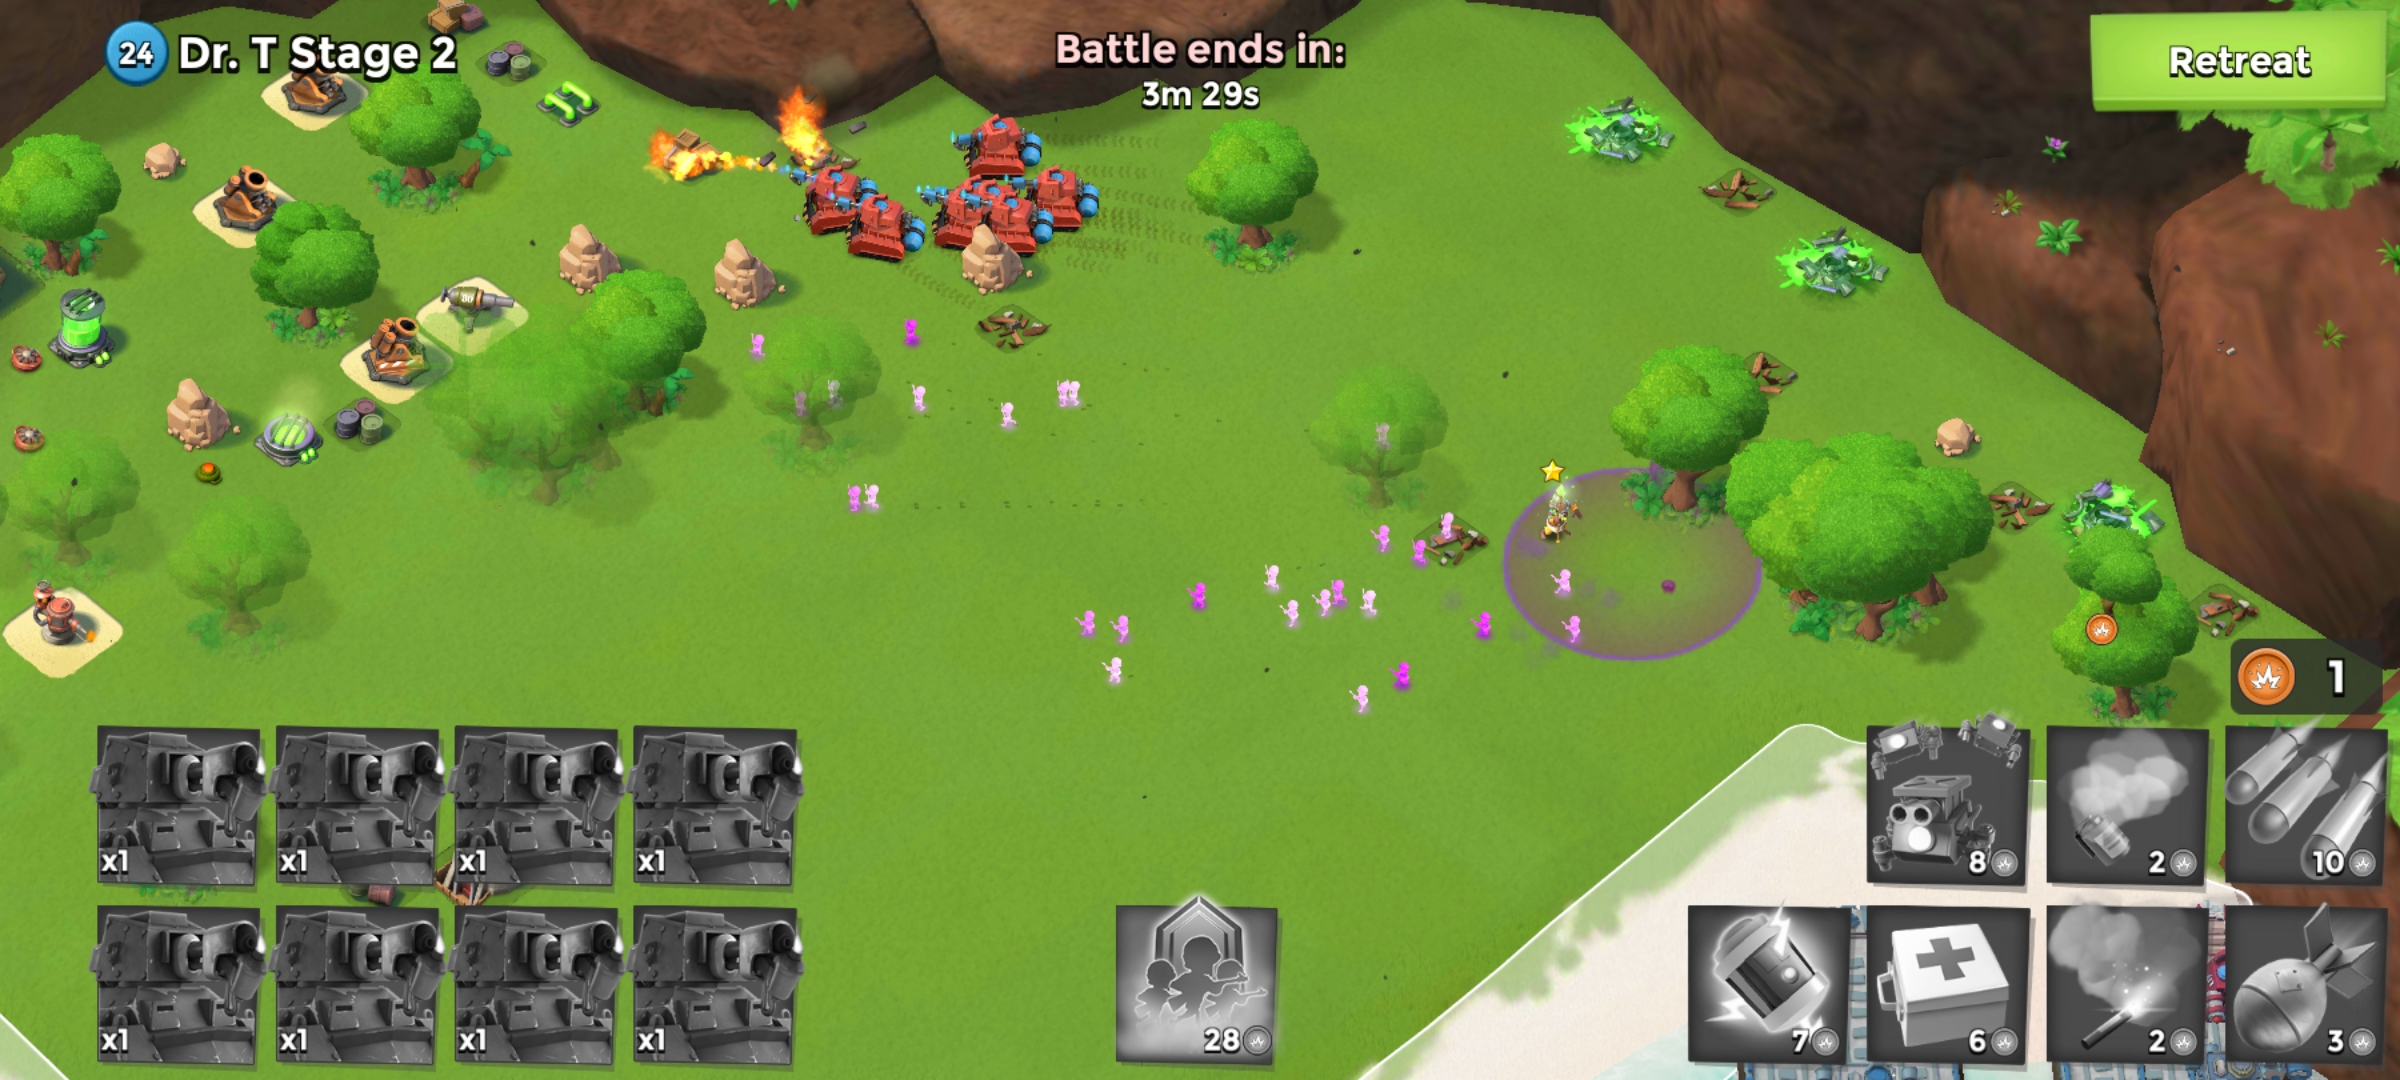 24 Dr. T Stage 2
Battle ends in:
3m 29s
Retreat
1
x1 x1 x1 x1
8 2 10
x1 x1 x1 x1
28
7 6 2 3